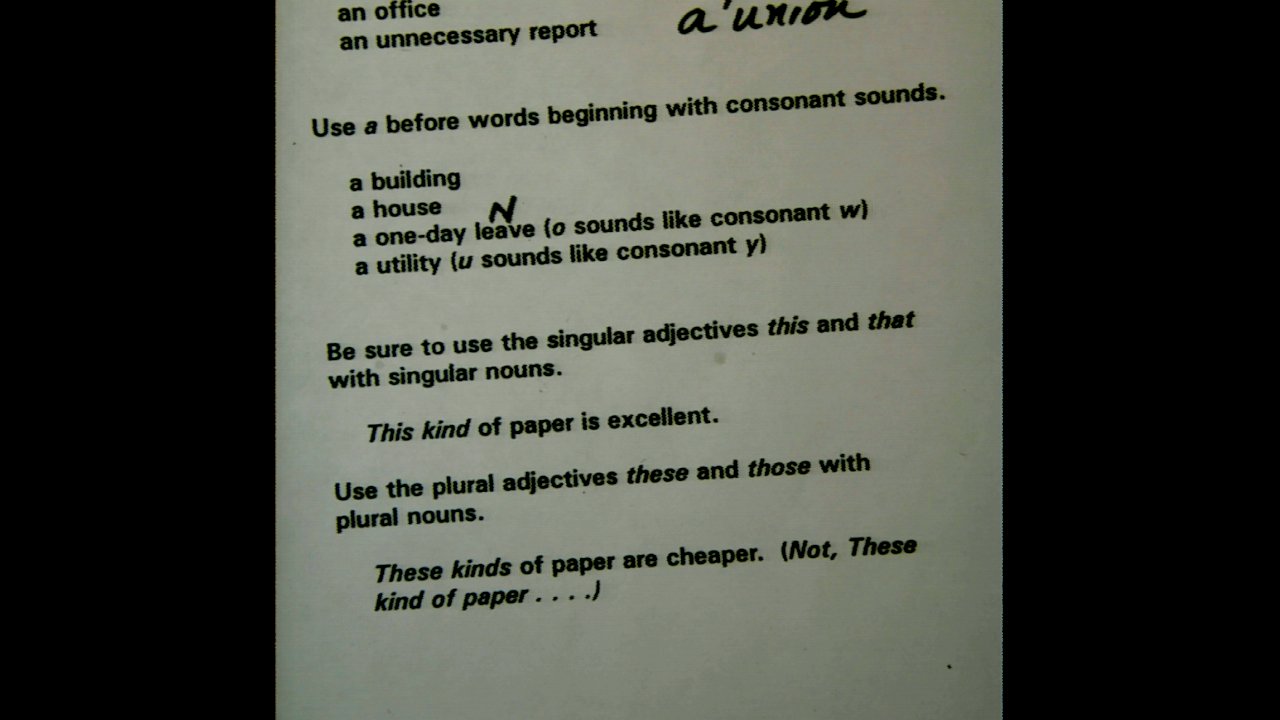 an office
an unnecessary report
a union
Use a before words beginning with consonant sounds.
a building
a house
N
a one-day leave (o sounds like consonant w)
a utility (u sounds like consonant y)
Be sure to use the singular adjectives this and that
with singular nouns.
This kind of paper is excellent.
Use the plural adjectives these and those with
plural nouns.
These kinds of paper are cheaper. (Not, These
kind of paper . . . .)